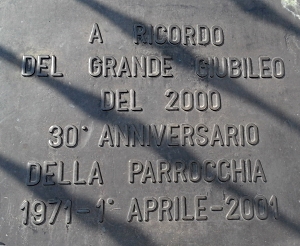 A RICORDO
DEL GRANDE GIUBILEO
DEL 2000
30° ANNIVERSARIO
DELLA PARROCCHIA
1971-1° APRILE-2001